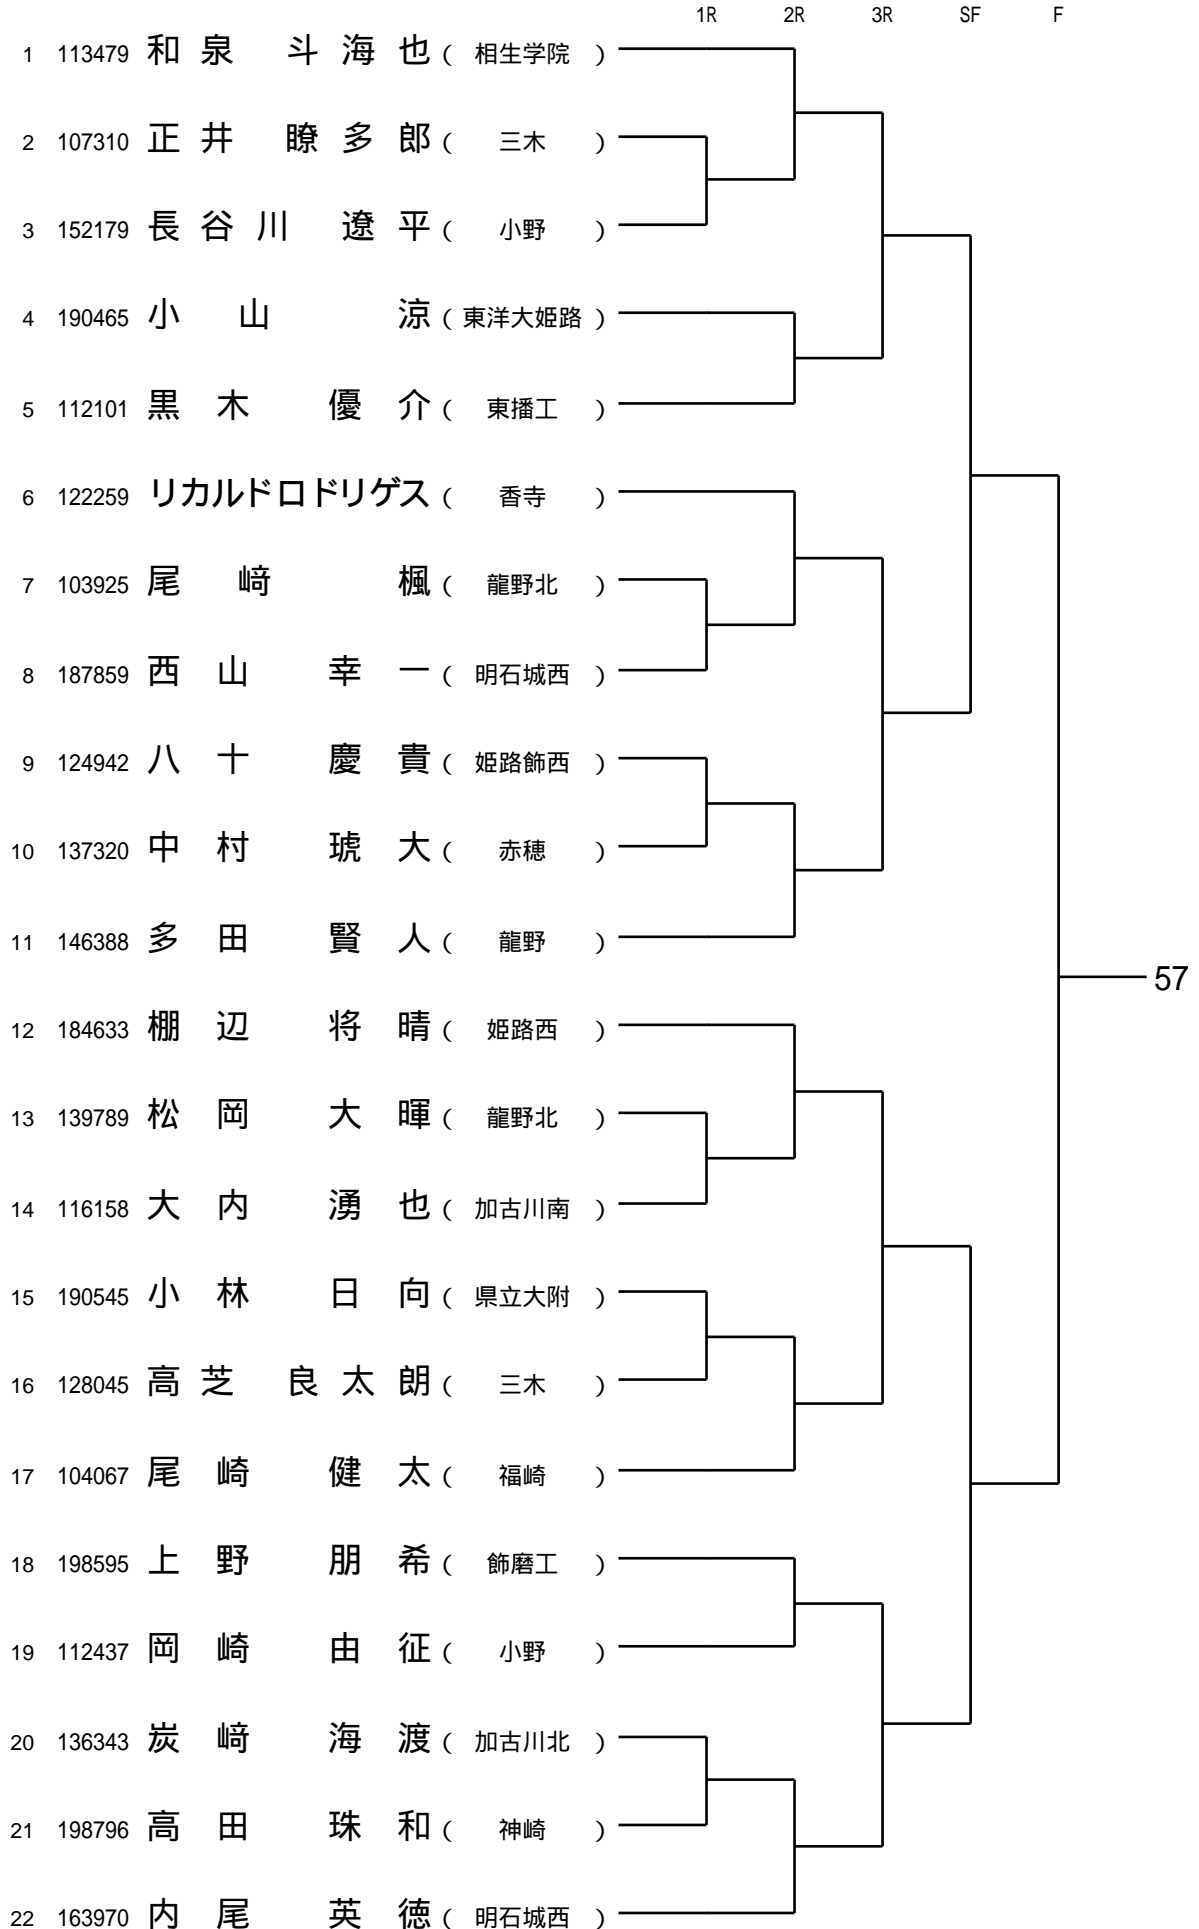 1R 2R 3R SF F
1 113479 和泉 斗海也 ( 相生学院 )
2 107310 正井 瞭多郎 ( 三木 )
3 152179 長谷川 遼平 ( 小野 )
4 190465 小山 涼 ( 東洋大姫路 )
5 112101 黒木 優介 ( 東播工 )
6 122259 リカルドロドリゲス ( 香寺 )
7 103925 尾﨑 楓 ( 龍野北 )
8 187859 西山 幸一 ( 明石城西 )
9 124942 八十 慶貴 ( 姫路飾西 )
10 137320 中村 琥大 ( 赤穂 )
11 146388 多田 賢人 ( 龍野 )
57
12 184633 棚辺 将晴 ( 姫路西 )
13 139789 松岡 大暉 ( 龍野北 )
14 116158 大内 湧也 ( 加古川南 )
15 190545 小林 日向 ( 県立大附 )
16 128045 高芝 良太朗 ( 三木 )
17 104067 尾崎 健太 ( 福崎 )
18 198595 上野 朋希 ( 飾磨工 )
19 112437 岡崎 由征 ( 小野 )
20 136343 炭﨑 海渡 ( 加古川北 )
21 198796 高田 珠和 ( 神崎 )
22 163970 内尾 英徳 ( 明石城西 )